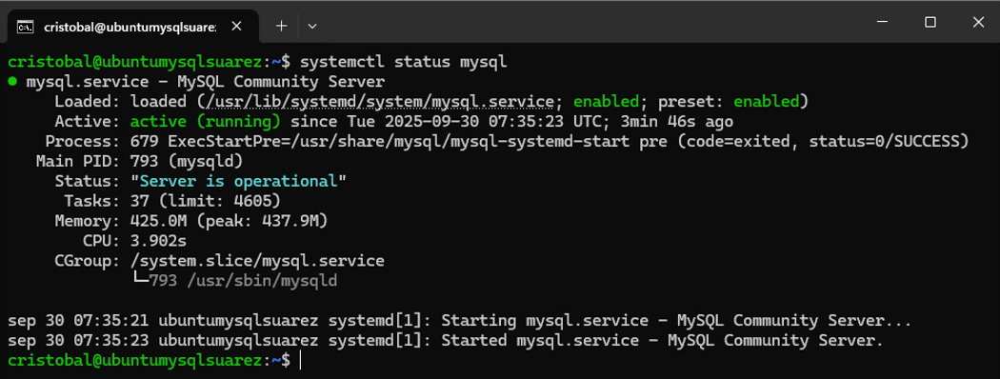 cristobal@ubuntumysqlsuarez
cristobal@ubuntumysqlsuarez:~$ systemctl status mysql
● mysql.service - MySQL Community Server
     Loaded: loaded (/usr/lib/systemd/system/mysql.service; enabled; preset: enabled)
     Active: active (running) since Tue 2025-09-30 07:35:23 UTC; 3min 46s ago
    Process: 679 ExecStartPre=/usr/share/mysql/mysql-systemd-start pre (code=exited, status=0/SUCCESS)
   Main PID: 793 (mysqld)
     Status: "Server is operational"
      Tasks: 37 (limit: 4605)
     Memory: 425.0M (peak: 437.9M)
        CPU: 3.902s
     CGroup: /system.slice/mysql.service
             └─793 /usr/sbin/mysqld
sep 30 07:35:21 ubuntumysqlsuarez systemd[1]: Starting mysql.service - MySQL Community Server...
sep 30 07:35:23 ubuntumysqlsuarez systemd[1]: Started mysql.service - MySQL Community Server.
cristobal@ubuntumysqlsuarez:~$